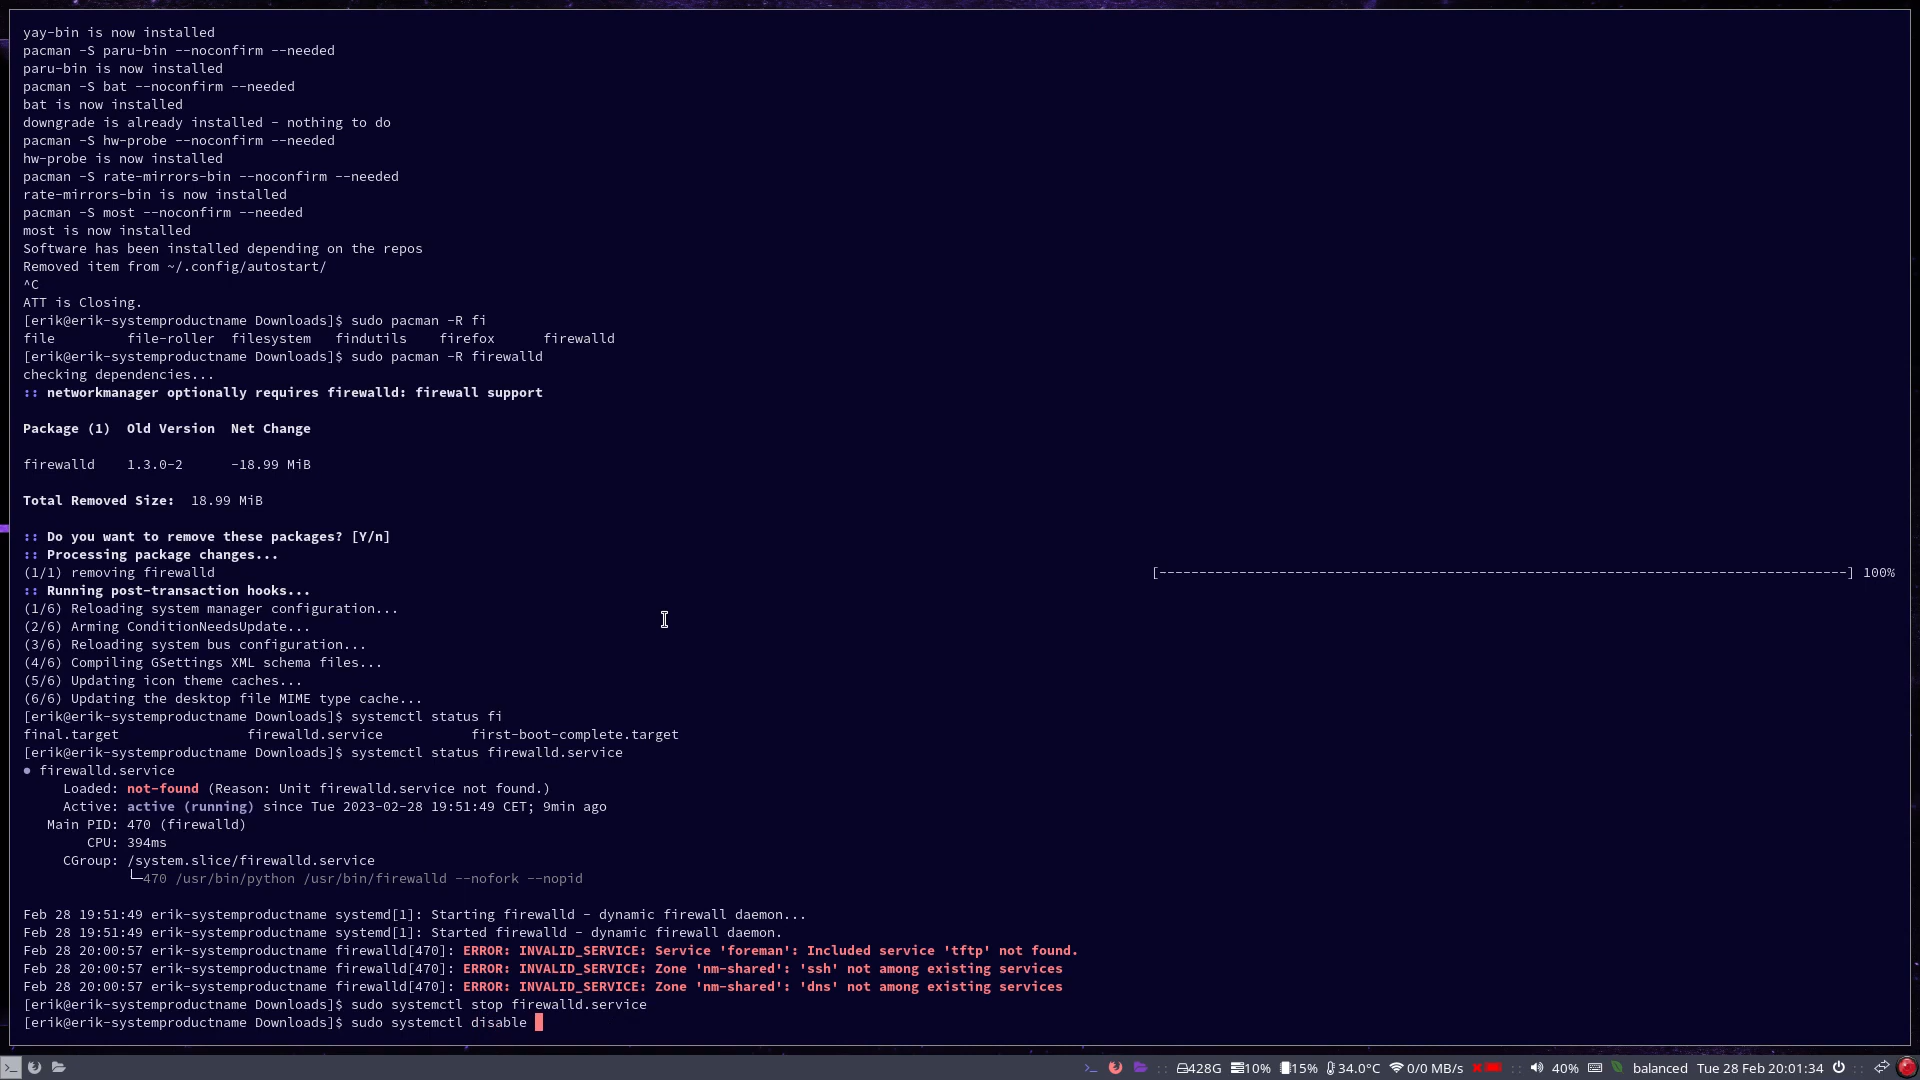 yay-bin is now installed
pacman -S paru-bin --noconfirm --needed
paru-bin is now installed
pacman -S bat --noconfirm --needed
bat is now installed
downgrade is already installed - nothing to do
pacman -S hw-probe --noconfirm --needed
hw-probe is now installed
pacman -S rate-mirrors-bin --noconfirm --needed
rate-mirrors-bin is now installed
pacman -S most --noconfirm --needed
most is now installed
Software has been installed depending on the repos
Removed item from ~/.config/autostart/
^C
ATT is Closing.
[erik@erik-systemproductname Downloads]$ sudo pacman -R fi
file         file-roller  filesystem   findutils    firefox      firewalld
[erik@erik-systemproductname Downloads]$ sudo pacman -R firewalld
checking dependencies...
:: networkmanager optionally requires firewalld: firewall support
Package (1)  Old Version  Net Change
firewalld    1.3.0-2      -18.99 MiB
Total Removed Size:  18.99 MiB
:: Do you want to remove these packages? [Y/n]
:: Processing package changes...
(1/1) removing firewalld [--------------------------------------------------------------------------------------] 100%
:: Running post-transaction hooks...
(1/6) Reloading system manager configuration...
(2/6) Arming ConditionNeedsUpdate...
(3/6) Reloading system bus configuration...
(4/6) Compiling GSettings XML schema files...
(5/6) Updating icon theme caches...
(6/6) Updating the desktop file MIME type cache...
[erik@erik-systemproductname Downloads]$ systemctl status fi
final.target                firewalld.service           first-boot-complete.target
[erik@erik-systemproductname Downloads]$ systemctl status firewalld.service
● firewalld.service
     Loaded: not-found (Reason: Unit firewalld.service not found.)
     Active: active (running) since Tue 2023-02-28 19:51:49 CET; 9min ago
   Main PID: 470 (firewalld)
        CPU: 394ms
     CGroup: /system.slice/firewalld.service
             └─470 /usr/bin/python /usr/bin/firewalld --nofork --nopid
Feb 28 19:51:49 erik-systemproductname systemd[1]: Starting firewalld - dynamic firewall daemon...
Feb 28 19:51:49 erik-systemproductname systemd[1]: Started firewalld - dynamic firewall daemon.
Feb 28 20:00:57 erik-systemproductname firewalld[470]: ERROR: INVALID_SERVICE: Service 'foreman': Included service 'tftp' not found.
Feb 28 20:00:57 erik-systemproductname firewalld[470]: ERROR: INVALID_SERVICE: Zone 'nm-shared': 'ssh' not among existing services
Feb 28 20:00:57 erik-systemproductname firewalld[470]: ERROR: INVALID_SERVICE: Zone 'nm-shared': 'dns' not among existing services
[erik@erik-systemproductname Downloads]$ sudo systemctl stop firewalld.service
[erik@erik-systemproductname Downloads]$ sudo systemctl disable
428G 10% 15% 34.0°C 0/0 MB/s 40% balanced Tue 28 Feb 20:01:34